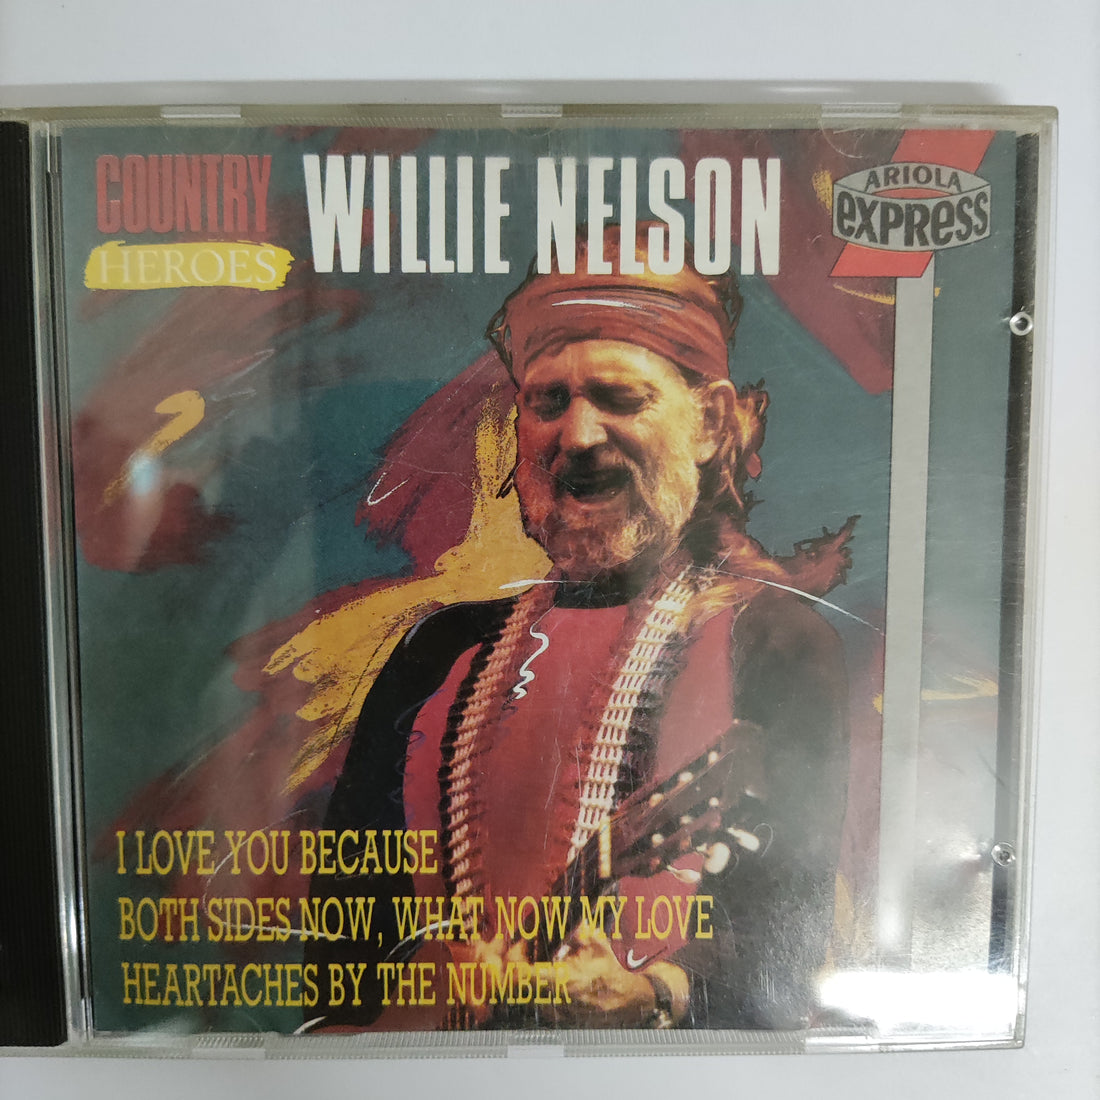 COUNTRY
HEROES
WILLIE NELSON
ARIOLA
express
I LOVE YOU BECAUSE
BOTH SIDES NOW, WHAT NOW MY LOVE
HEARTACHES BY THE NUMBER